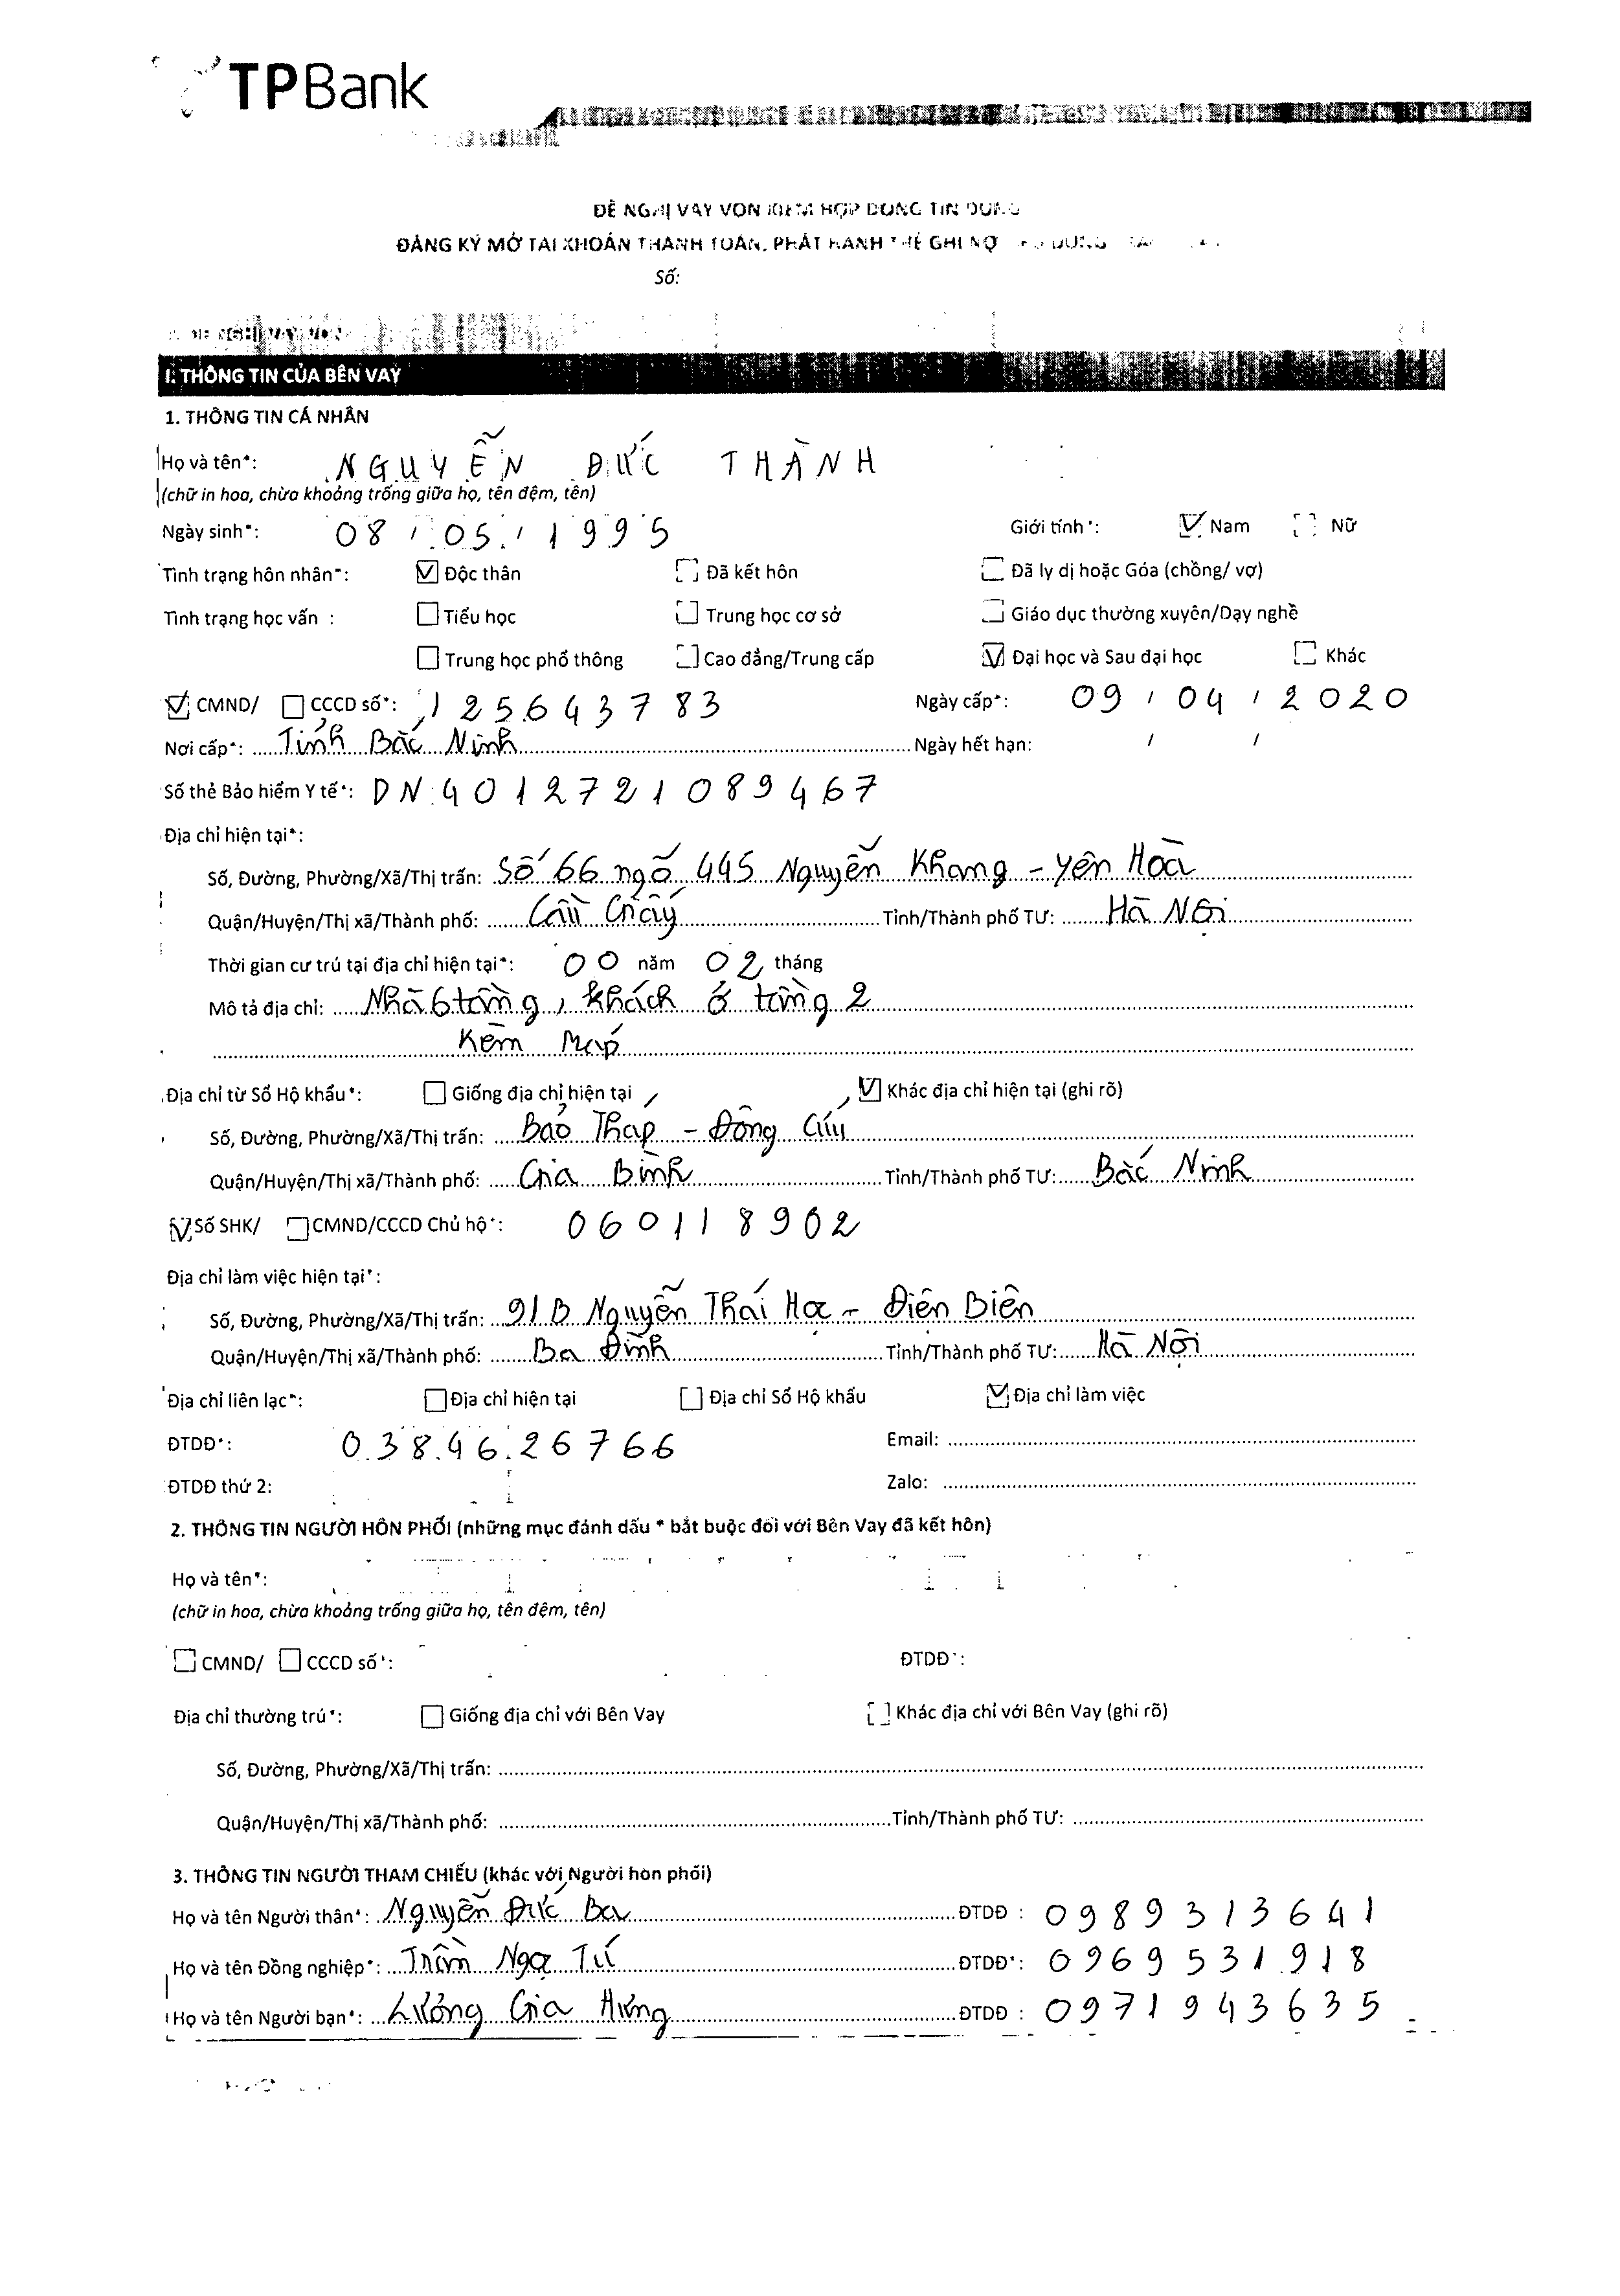 TPBank
ĐỀ NGHỊ VAY VỐN KIÊM HỢP ĐỒNG TÍN DỤNG
ĐĂNG KÝ MỞ TÀI KHOẢN THANH TOÁN, PHÁT HÀNH THẺ GHI NỢ
Số:
ĐỀ NGHỊ VAY VỐN
I. THÔNG TIN CỦA BÊN VAY
1. THÔNG TIN CÁ NHÂN
Họ và tên*: NGUYỄN ĐỨC THÀNH
(chữ in hoa, chừa khoảng trống giữa họ, tên đệm, tên)
Ngày sinh*: 08/05/1995 Giới tính*: Nam Nữ
Tình trạng hôn nhân*: Độc thân Đã kết hôn Đã ly dị hoặc Góa (chồng/ vợ)
Tình trạng học vấn : Tiểu học Trung học cơ sở Giáo dục thường xuyên/Dạy nghề
Trung học phổ thông Cao đẳng/Trung cấp Đại học và Sau đại học Khác
CMND/ CCCD số*: 125643783 Ngày cấp*: 09/04/2020
Nơi cấp*: Tỉnh Bắc Ninh Ngày hết hạn: / /
Số thẻ Bảo hiểm Y tế*: DN4012721089467
Địa chỉ hiện tại*:
Số, Đường, Phường/Xã/Thị trấn: Số 66 ngõ 445 Nguyễn Khang - Yên Hoà
Quận/Huyện/Thị xã/Thành phố: Cầu Giấy Tỉnh/Thành phố TƯ: Hà Nội
Thời gian cư trú tại địa chỉ hiện tại*: 00 năm 02 tháng
Mô tả địa chỉ: Nhà 6 tầng, khách ở tầng 2
Kèm Map
Địa chỉ từ Sổ Hộ khẩu*: Giống địa chỉ hiện tại Khác địa chỉ hiện tại (ghi rõ)
Số, Đường, Phường/Xã/Thị trấn: Bảo Tháp - Đông Cứu
Quận/Huyện/Thị xã/Thành phố: Gia Bình Tỉnh/Thành phố TƯ: Bắc Ninh
Số SHK/ CMND/CCCD Chủ hộ*: 060118902
Địa chỉ làm việc hiện tại*:
Số, Đường, Phường/Xã/Thị trấn: 91B Nguyễn Thái Học - Điện Biên
Quận/Huyện/Thị xã/Thành phố: Ba Đình Tỉnh/Thành phố TƯ: Hà Nội
Địa chỉ liên lạc*: Địa chỉ hiện tại Địa chỉ Sổ Hộ khẩu Địa chỉ làm việc
ĐTDĐ*: 0384626766 Email:
ĐTDĐ thứ 2: Zalo:
2. THÔNG TIN NGƯỜI HÔN PHỐI (những mục đánh dấu * bắt buộc đối với Bên Vay đã kết hôn)
Họ và tên*:
(chữ in hoa, chừa khoảng trống giữa họ, tên đệm, tên)
CMND/ CCCD số*: ĐTDĐ*:
Địa chỉ thường trú*: Giống địa chỉ với Bên Vay Khác địa chỉ với Bên Vay (ghi rõ)
Số, Đường, Phường/Xã/Thị trấn:
Quận/Huyện/Thị xã/Thành phố: Tỉnh/Thành phố TƯ:
3. THÔNG TIN NGƯỜI THAM CHIẾU (khác với Người hôn phối)
Họ và tên Người thân*: Nguyễn Đức Ba ĐTDĐ : 0989313641
Họ và tên Đồng nghiệp*: Trần Ngọc Tú ĐTDĐ*: 0969531918
Họ và tên Người bạn*: Lương Gia Hưng ĐTDĐ : 0971943635